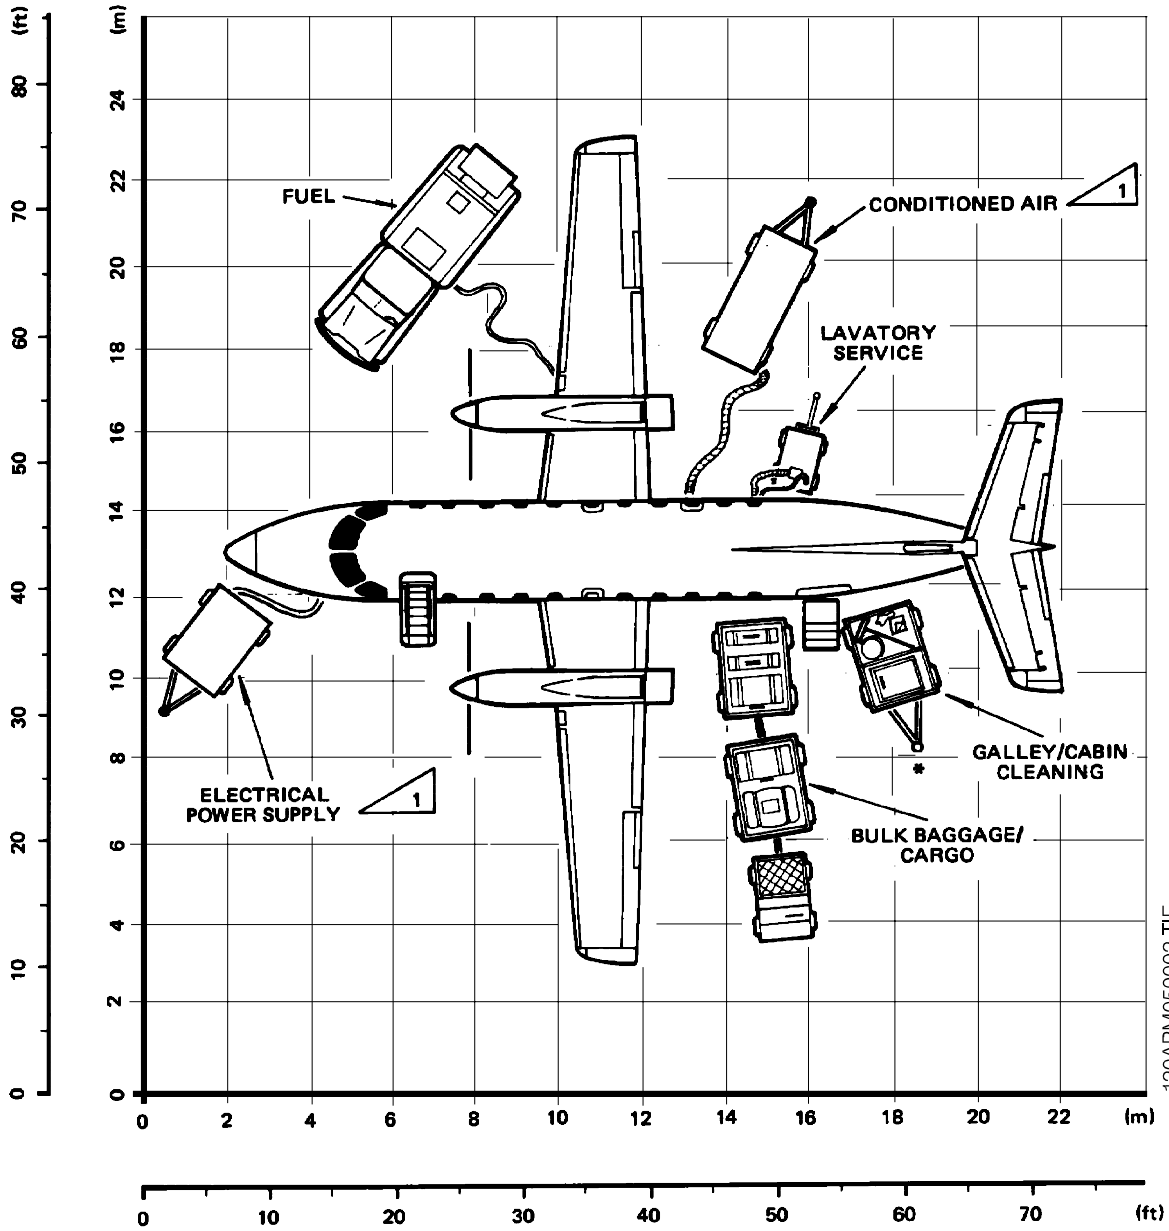 (ft)
(m)
80
24
22
FUEL
CONDITIONED AIR
1
70
20
60
18
LAVATORY
SERVICE
16
50
14
40
12
10
30
8
GALLEY/CABIN
CLEANING
*
ELECTRICAL
POWER SUPPLY
1
20
6
BULK BAGGAGE/
CARGO
4
10
2
0
0
0 2 4 6 8 10 12 14 16 18 20 22 (m)
0 10 20 30 40 50 60 70 (ft)